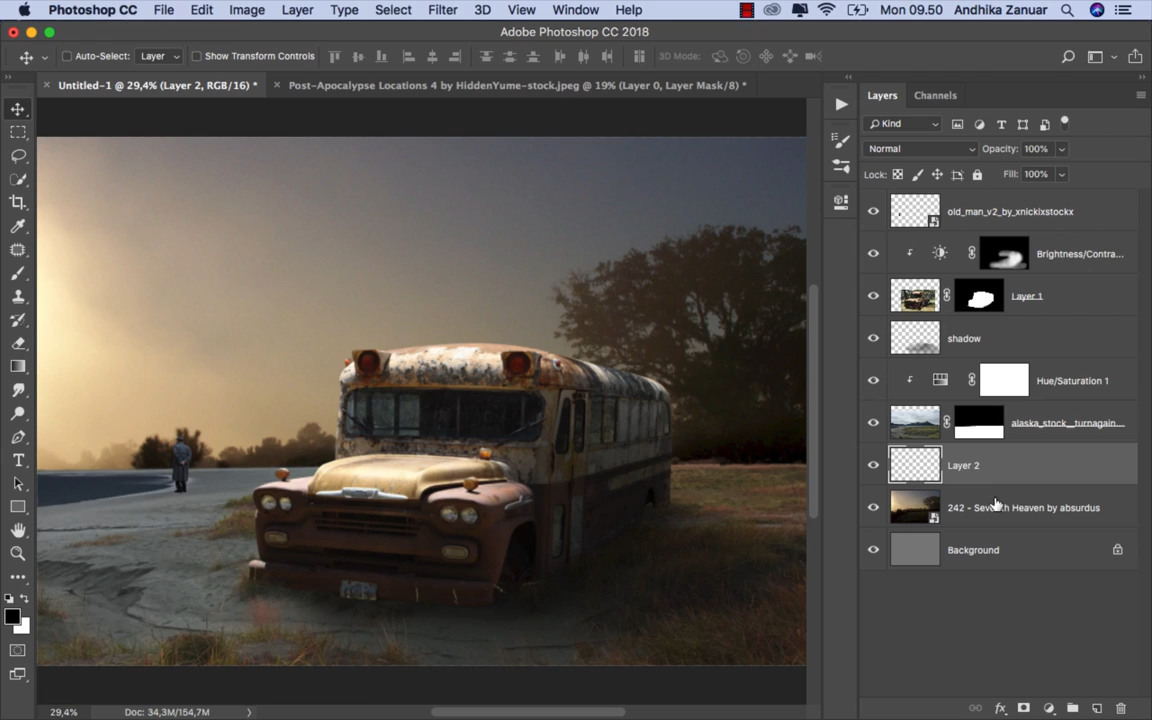 Photoshop CC File Edit Image Layer Type Select Filter 3D View Window Help Mon 09.50 Andhika Zanuar
Adobe Photoshop CC 2018
Auto-Select: Layer Show Transform Controls 3D Mode:
Untitled-1 @ 29,4% (Layer 2, RGB/16) * Post-Apocalypse Locations 4 by HiddenYume-stock.jpeg @ 19% (Layer 0, Layer Mask/8) *
Layers Channels
Kind
Normal Opacity: 100%
Lock: Fill: 100%
old_man_v2_by_xnickixstockx
Brightness/Contra...
Layer 1
shadow
Hue/Saturation 1
alaska_stock__turnagain...
Layer 2
242 - Seventh Heaven by absurdus
Background
29,4% Doc: 34,3M/154,7M